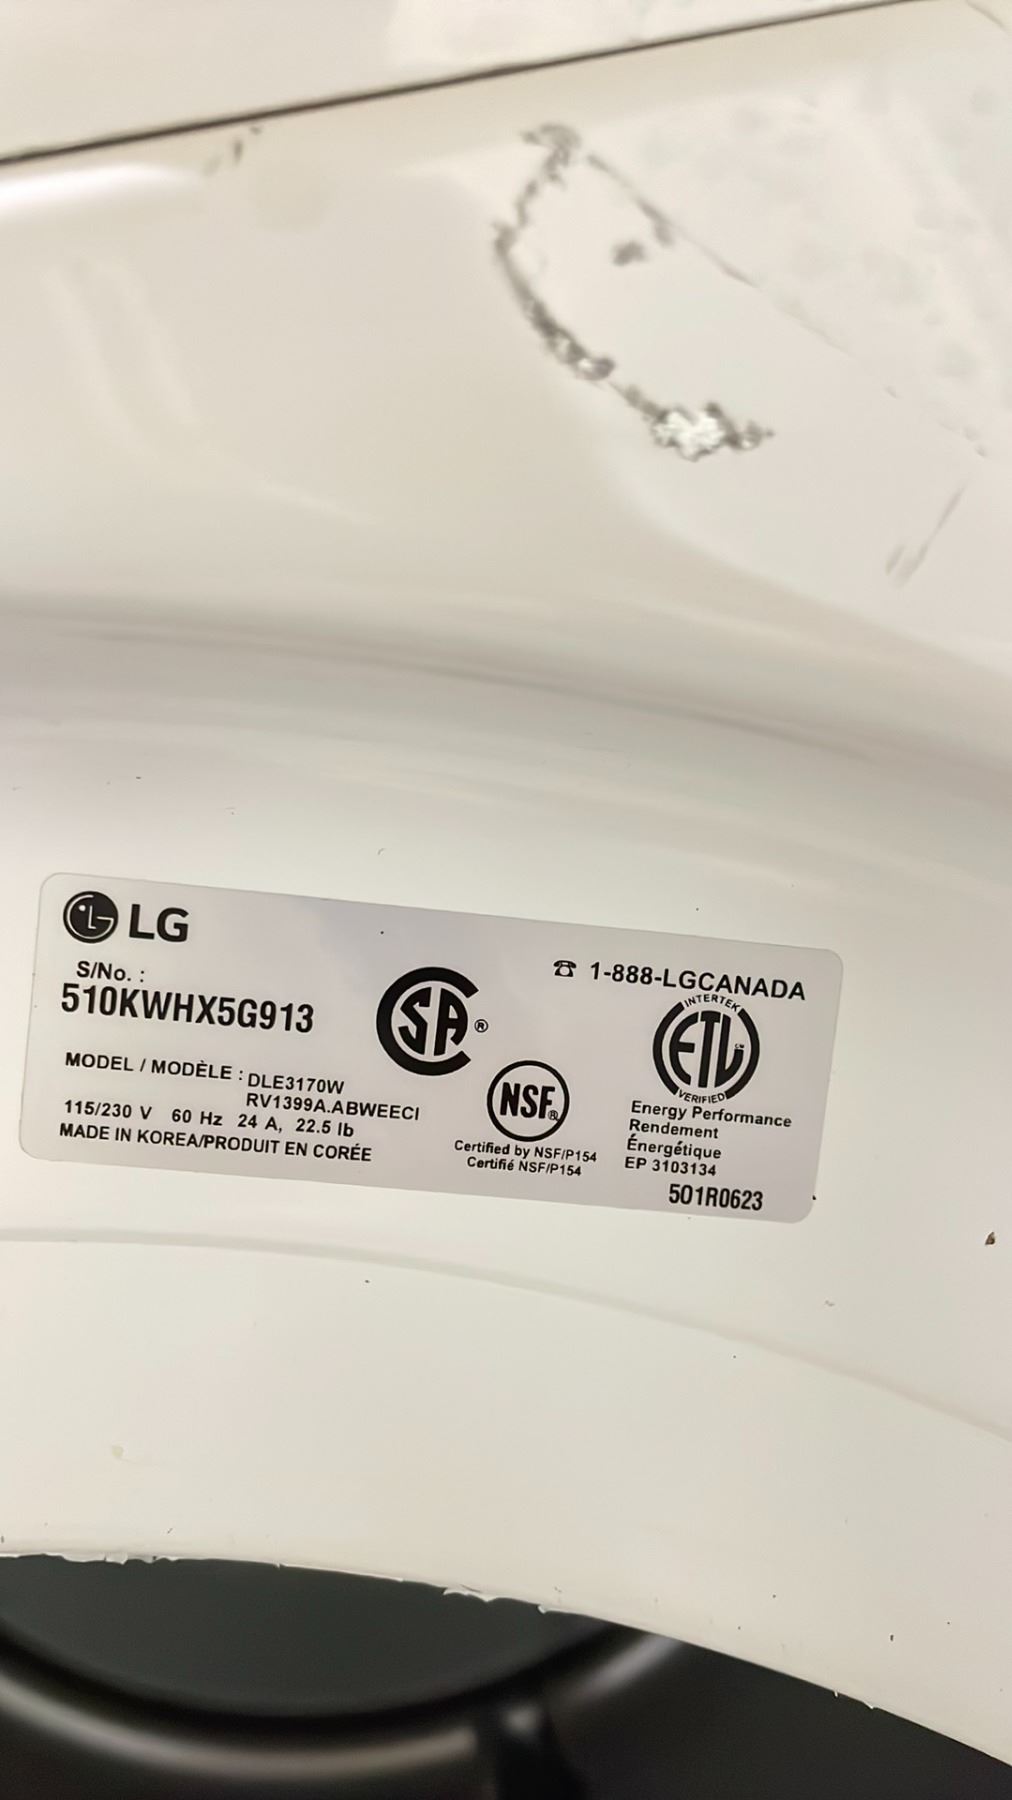 LG
S/No. :
510KWHX5G913
MODEL / MODÈLE : DLE3170W
RV1399A.ABWEECI
115/230 V 60 Hz 24 A, 22.5 lb
MADE IN KOREA/PRODUIT EN CORÉE
SA®
NSF®
Certified by NSF/P154
Certifié NSF/P154
☎ 1-888-LGCANADA
INTERTEK
ETL CM
VERIFIED
Energy Performance
Rendement
Énergétique
EP 3103134
501R0623